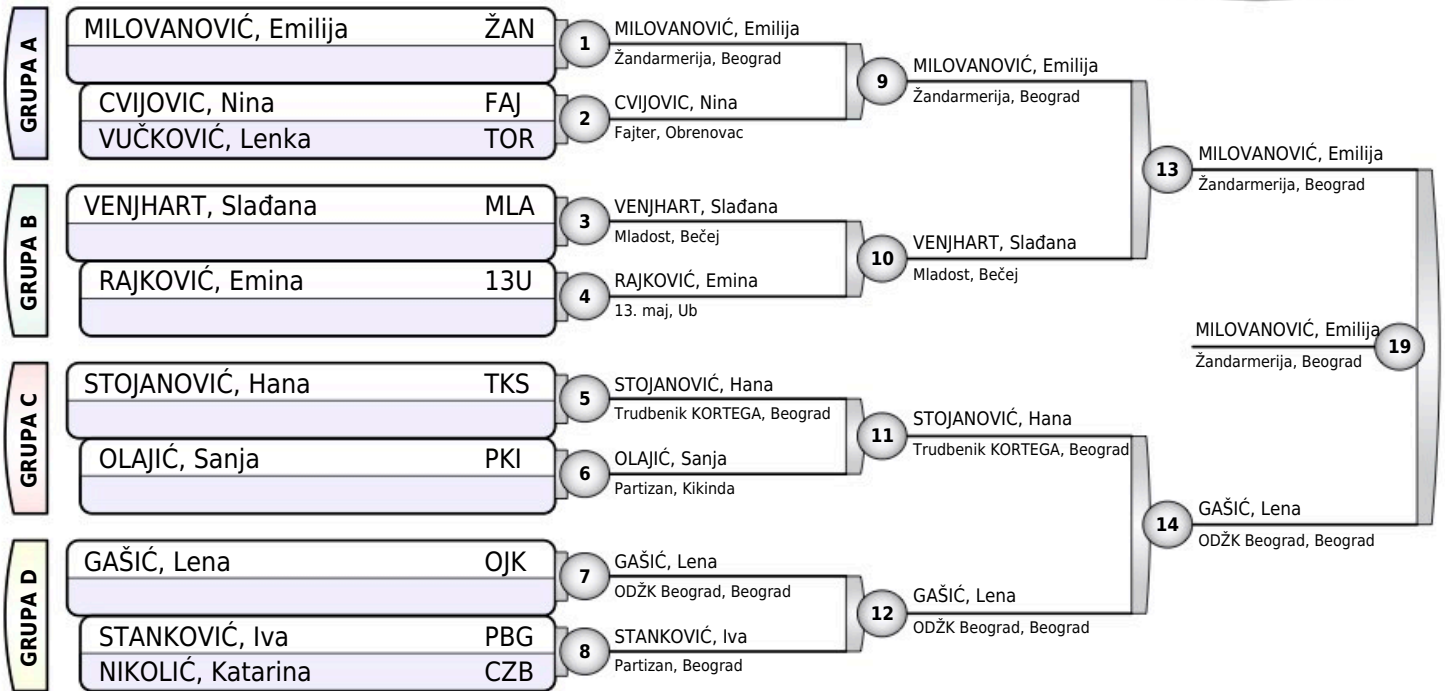 GRUPA A
MILOVANOVIĆ, Emilija ŽAN
CVIJOVIC, Nina FAJ
VUČKOVIĆ, Lenka TOR
GRUPA B
VENJHART, Slađana MLA
RAJKOVIĆ, Emina 13U
GRUPA C
STOJANOVIĆ, Hana TKS
OLAJIĆ, Sanja PKI
GRUPA D
GAŠIĆ, Lena OJK
STANKOVIĆ, Iva PBG
NIKOLIĆ, Katarina CZB
1
MILOVANOVIĆ, Emilija
Žandarmerija, Beograd
2
CVIJOVIC, Nina
Fajter, Obrenovac
3
VENJHART, Slađana
Mladost, Bečej
4
RAJKOVIĆ, Emina
13. maj, Ub
5
STOJANOVIĆ, Hana
Trudbenik KORTEGA, Beograd
6
OLAJIĆ, Sanja
Partizan, Kikinda
7
GAŠIĆ, Lena
ODŽK Beograd, Beograd
8
STANKOVIĆ, Iva
Partizan, Beograd
9
MILOVANOVIĆ, Emilija
Žandarmerija, Beograd
10
VENJHART, Slađana
Mladost, Bečej
11
STOJANOVIĆ, Hana
Trudbenik KORTEGA, Beograd
12
GAŠIĆ, Lena
ODŽK Beograd, Beograd
13
MILOVANOVIĆ, Emilija
Žandarmerija, Beograd
14
GAŠIĆ, Lena
ODŽK Beograd, Beograd
MILOVANOVIĆ, Emilija
Žandarmerija, Beograd
19